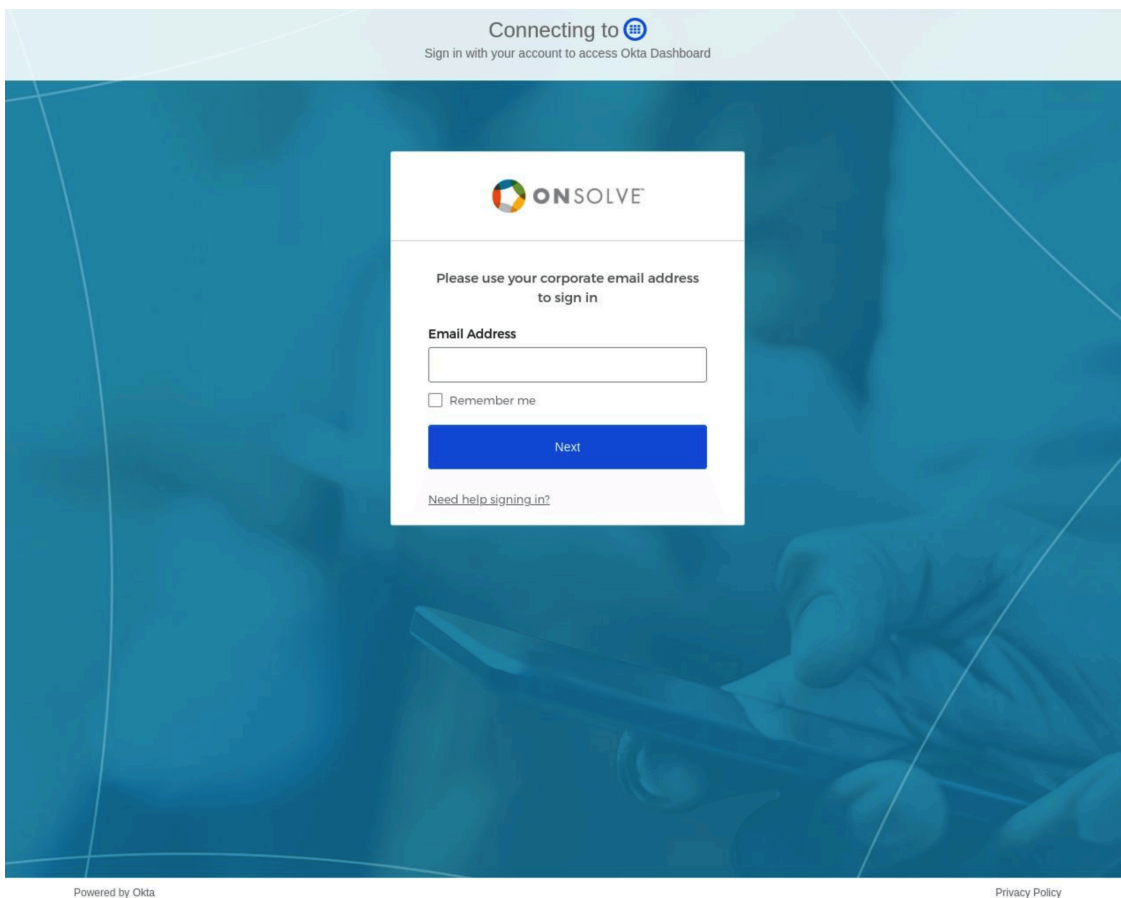 Connecting to
Sign in with your account to access Okta Dashboard
ONSOLVE™
Please use your corporate email address
to sign in
Email Address
Remember me
Next
Need help signing in?
Powered by Okta
Privacy Policy